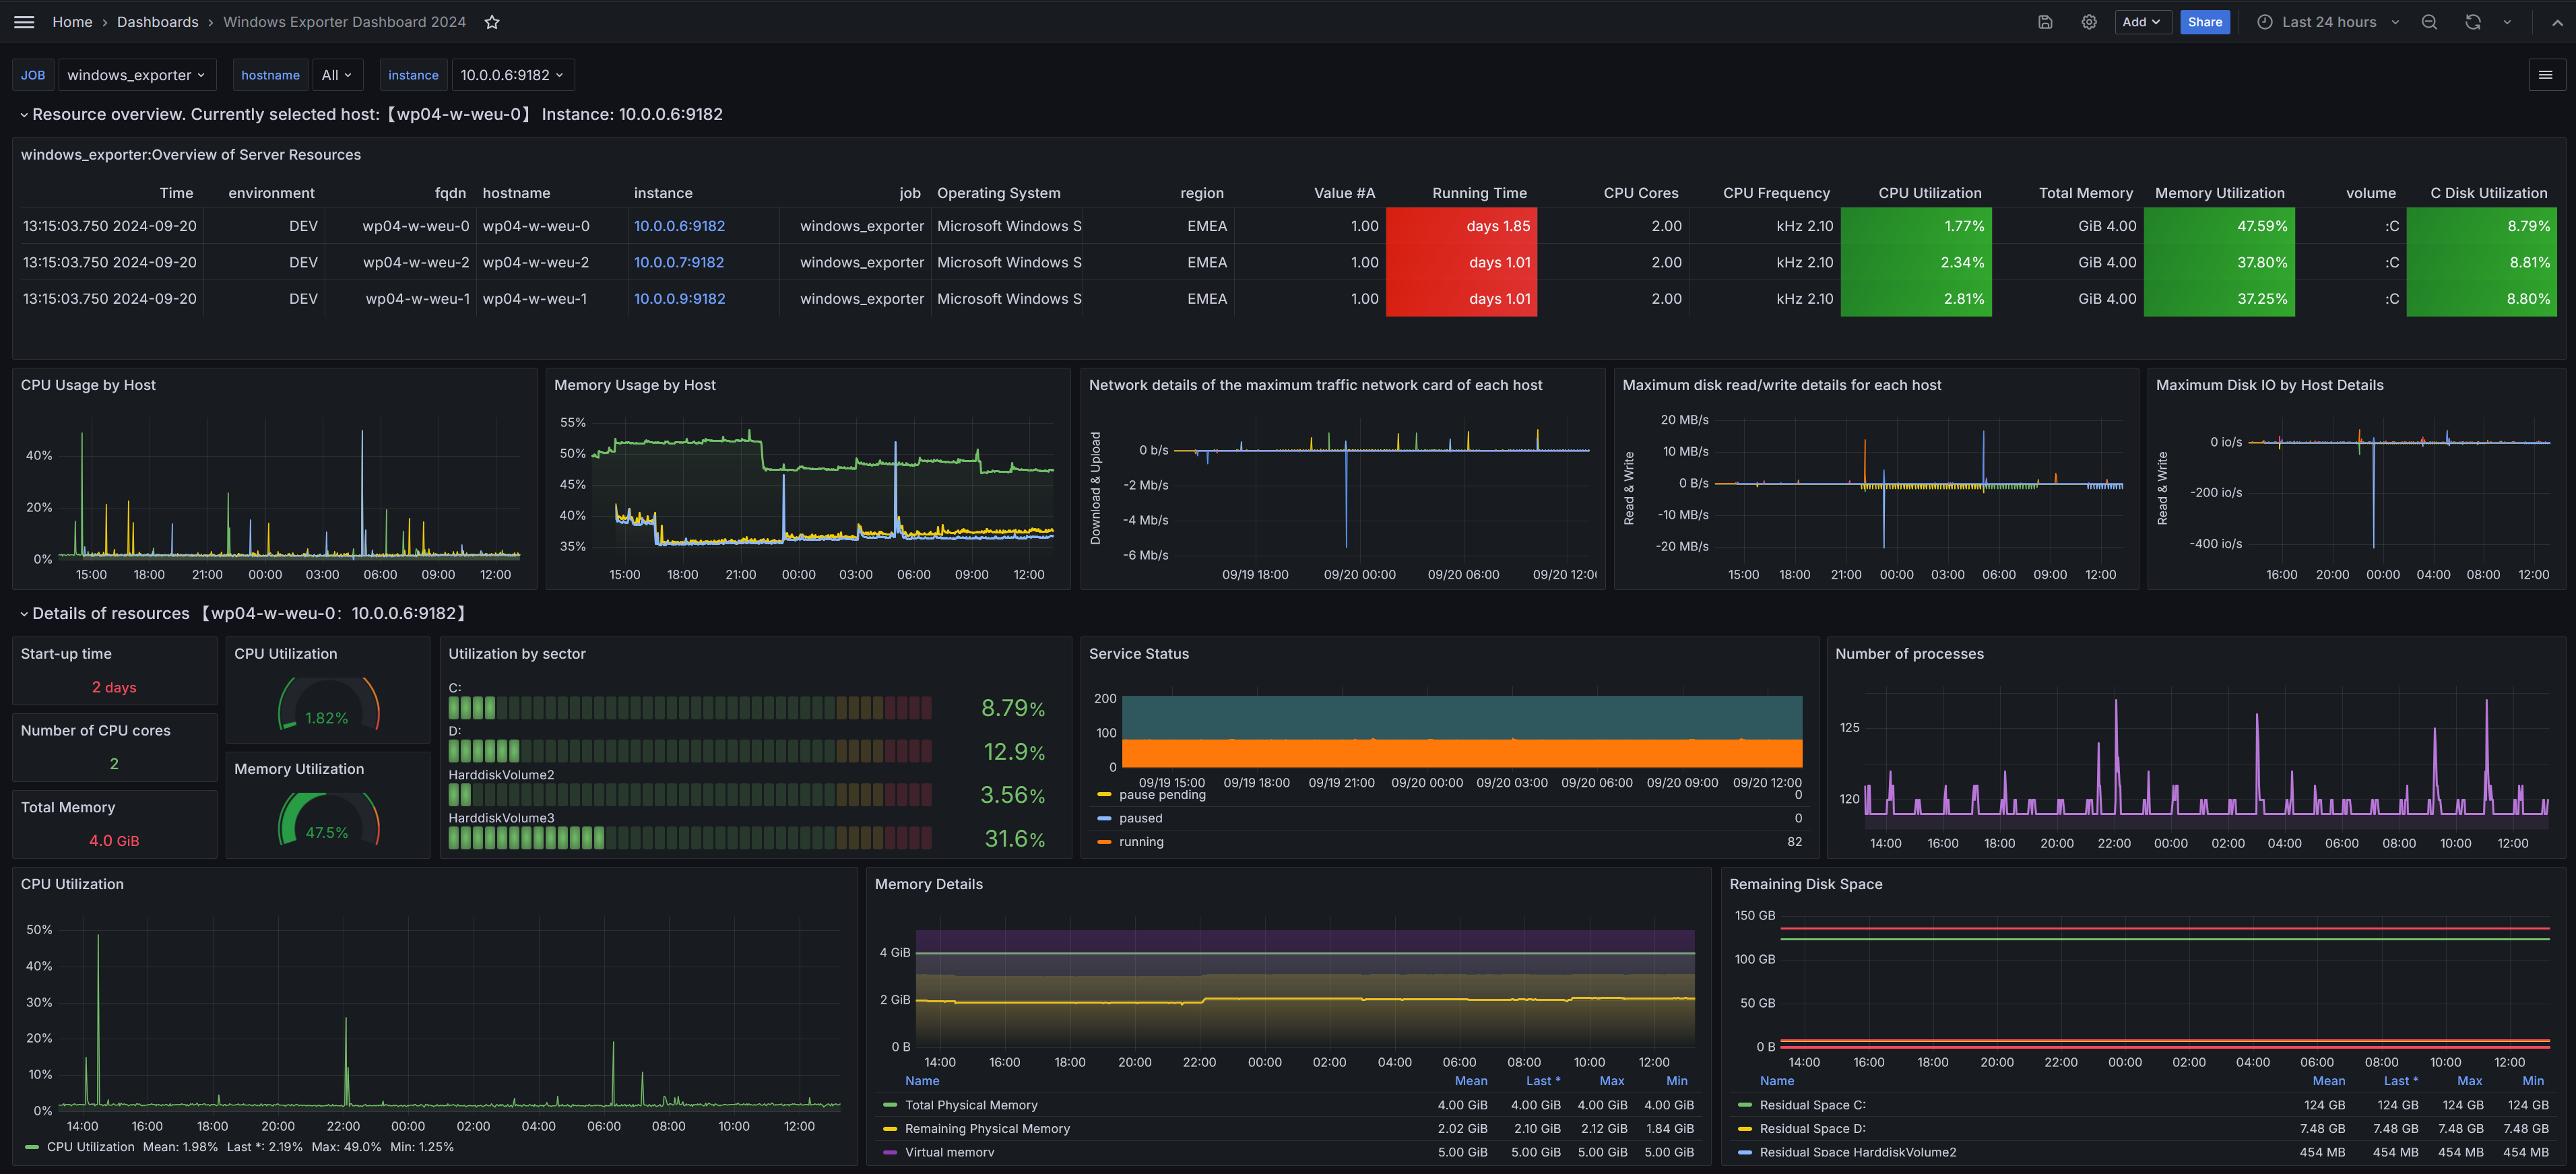 Home › Dashboards › Windows Exporter Dashboard 2024 Add Share Last 24 hours
JOB windows_exporter hostname All instance 10.0.0.6:9182
Resource overview. Currently selected host:【wp04-w-weu-0】 Instance: 10.0.0.6:9182
windows_exporter:Overview of Server Resources
Time environment fqdn hostname instance job Operating System region Value #A Running Time CPU Cores CPU Frequency CPU Utilization Total Memory Memory Utilization volume C Disk Utilization
13:15:03.750 2024-09-20 DEV wp04-w-weu-0 wp04-w-weu-0 10.0.0.6:9182 windows_exporter Microsoft Windows S EMEA 1.00 days 1.85 2.00 kHz 2.10 1.77% GiB 4.00 47.59% :C 8.79%
13:15:03.750 2024-09-20 DEV wp04-w-weu-2 wp04-w-weu-2 10.0.0.7:9182 windows_exporter Microsoft Windows S EMEA 1.00 days 1.01 2.00 kHz 2.10 2.34% GiB 4.00 37.80% :C 8.81%
13:15:03.750 2024-09-20 DEV wp04-w-weu-1 wp04-w-weu-1 10.0.0.9:9182 windows_exporter Microsoft Windows S EMEA 1.00 days 1.01 2.00 kHz 2.10 2.81% GiB 4.00 37.25% :C 8.80%
CPU Usage by Host
40%
20%
0%
15:00 18:00 21:00 00:00 03:00 06:00 09:00 12:00
Memory Usage by Host
55%
50%
45%
40%
35%
15:00 18:00 21:00 00:00 03:00 06:00 09:00 12:00
Network details of the maximum traffic network card of each host
Download & Upload
0 b/s
-2 Mb/s
-4 Mb/s
-6 Mb/s
09/19 18:00 09/20 00:00 09/20 06:00 09/20 12:0
Maximum disk read/write details for each host
Read & Write
20 MB/s
10 MB/s
0 B/s
-10 MB/s
-20 MB/s
15:00 18:00 21:00 00:00 03:00 06:00 09:00 12:00
Maximum Disk IO by Host Details
Read & Write
0 io/s
-200 io/s
-400 io/s
16:00 20:00 00:00 04:00 08:00 12:00
Details of resources 【wp04-w-weu-0：10.0.0.6:9182】
Start-up time
2 days
Number of CPU cores
2
Total Memory
4.0 GiB
CPU Utilization
1.82%
Memory Utilization
47.5%
Utilization by sector
C:
8.79%
D:
12.9%
HarddiskVolume2
3.56%
HarddiskVolume3
31.6%
Service Status
200
100
0
09/19 15:00 09/19 18:00 09/19 21:00 09/20 00:00 09/20 03:00 09/20 06:00 09/20 09:00 09/20 12:00
pause pending 0
paused 0
running 82
Number of processes
125
120
14:00 16:00 18:00 20:00 22:00 00:00 02:00 04:00 06:00 08:00 10:00 12:00
CPU Utilization
50%
40%
30%
20%
10%
0%
14:00 16:00 18:00 20:00 22:00 00:00 02:00 04:00 06:00 08:00 10:00 12:00
CPU Utilization Mean: 1.98% Last *: 2.19% Max: 49.0% Min: 1.25%
Memory Details
4 GiB
2 GiB
0 B
14:00 16:00 18:00 20:00 22:00 00:00 02:00 04:00 06:00 08:00 10:00 12:00
Name Mean Last * Max Min
Total Physical Memory 4.00 GiB 4.00 GiB 4.00 GiB 4.00 GiB
Remaining Physical Memory 2.02 GiB 2.10 GiB 2.12 GiB 1.84 GiB
Virtual memory 5.00 GiB 5.00 GiB 5.00 GiB 5.00 GiB
Remaining Disk Space
150 GB
100 GB
50 GB
0 B
14:00 16:00 18:00 20:00 22:00 00:00 02:00 04:00 06:00 08:00 10:00 12:00
Name Mean Last * Max Min
Residual Space C: 124 GB 124 GB 124 GB 124 GB
Residual Space D: 7.48 GB 7.48 GB 7.48 GB 7.48 GB
Residual Space HarddiskVolume2 454 MB 454 MB 454 MB 454 MB